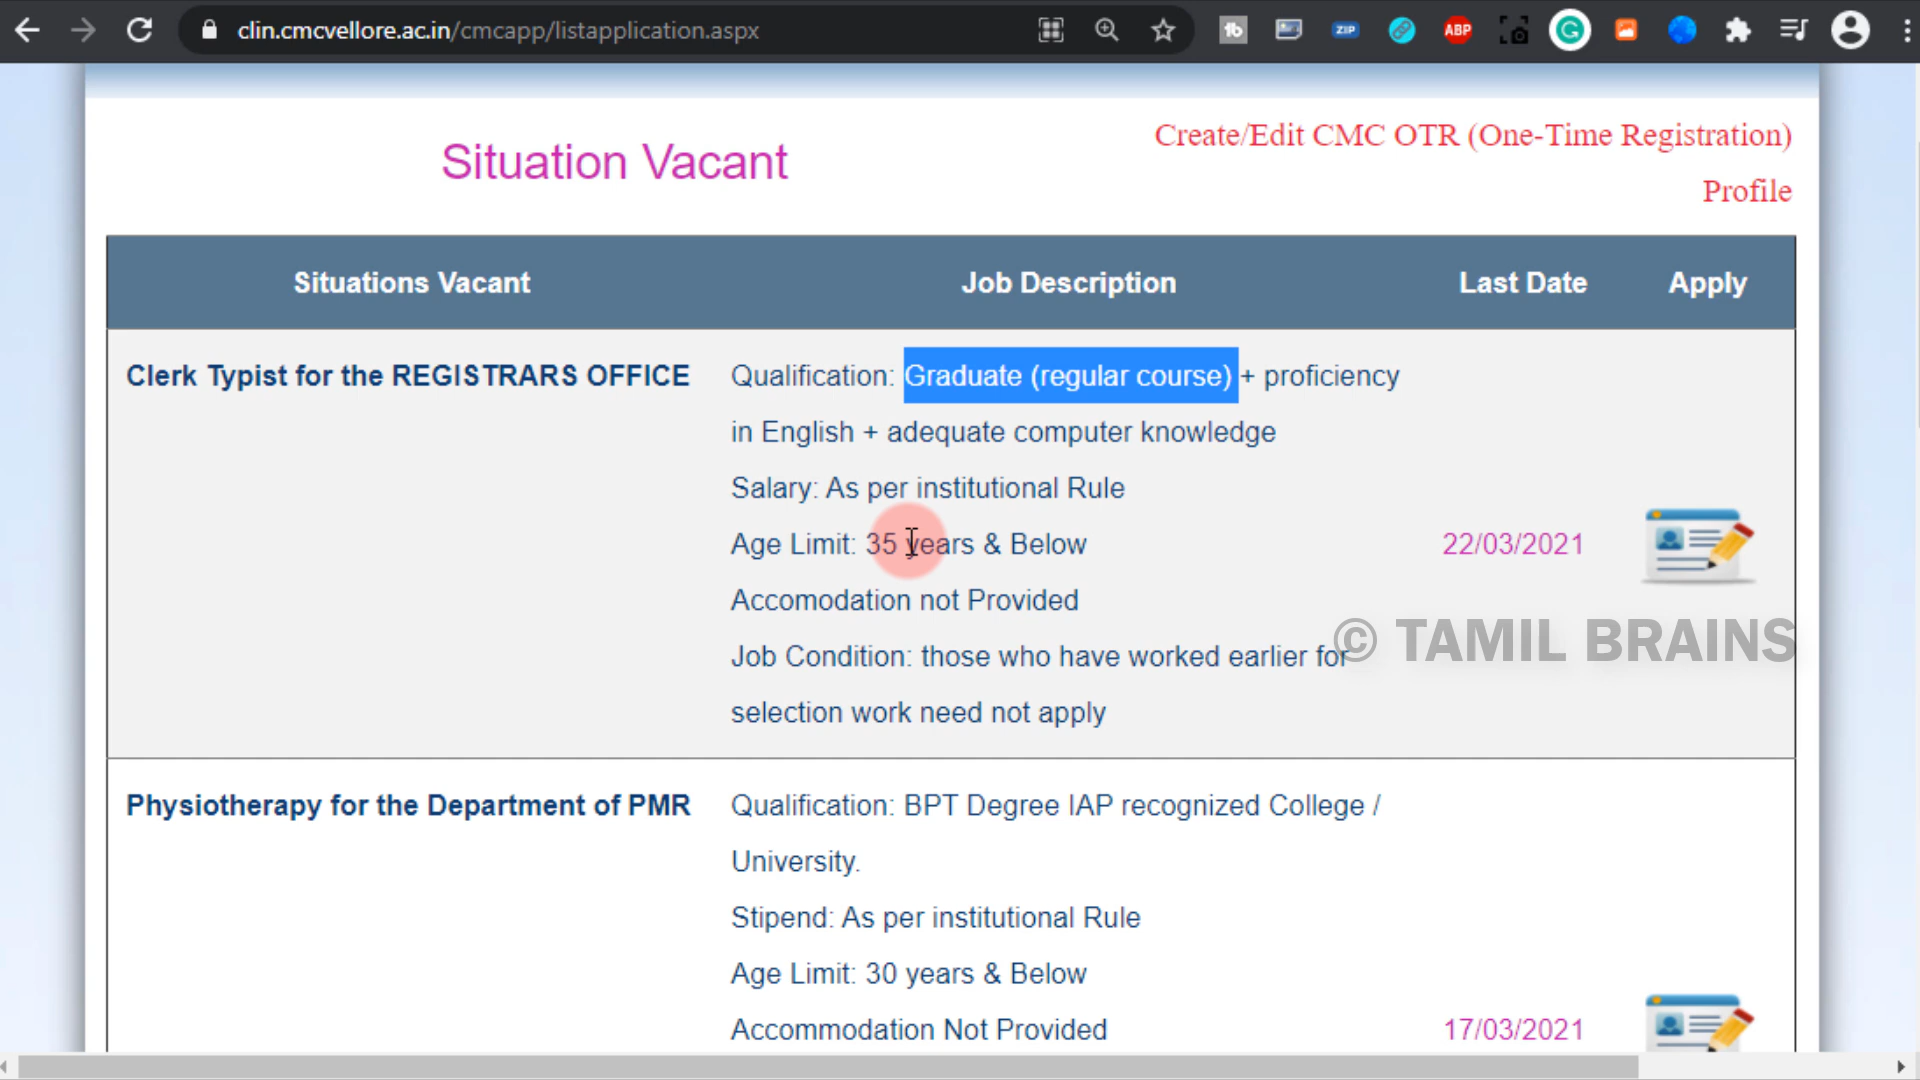 clin.cmcvellore.ac.in/cmcapp/listapplication.aspx
tb
ZIP
ABP
G
Situation Vacant
Create/Edit CMC OTR (One-Time Registration)
Profile
Situations Vacant Job Description Last Date Apply
Clerk Typist for the REGISTRARS OFFICE
Qualification: Graduate (regular course) + proficiency
in English + adequate computer knowledge
Salary: As per institutional Rule
Age Limit: 35 years & Below
Accomodation not Provided
Job Condition: those who have worked earlier for
selection work need not apply
22/03/2021
© TAMIL BRAINS
Physiotherapy for the Department of PMR
Qualification: BPT Degree IAP recognized College /
University.
Stipend: As per institutional Rule
Age Limit: 30 years & Below
Accommodation Not Provided
17/03/2021